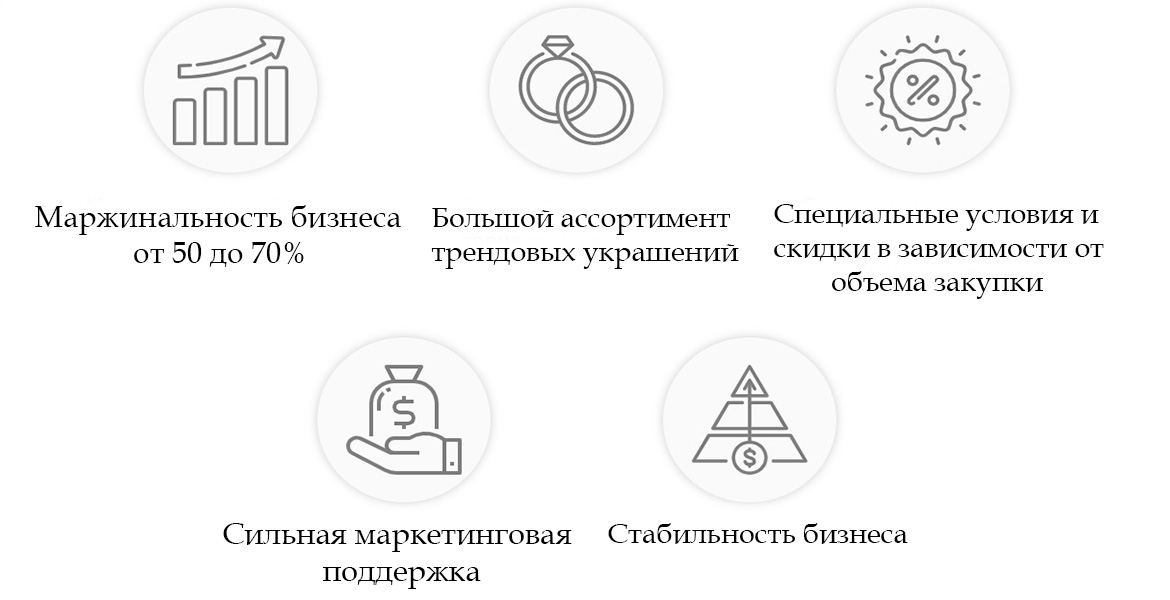 Маржинальность бизнеса
от 50 до 70%
Большой ассортимент
трендовых украшений
Специальные условия и
скидки в зависимости от
объема закупки
Сильная маркетинговая
поддержка
Стабильность бизнеса